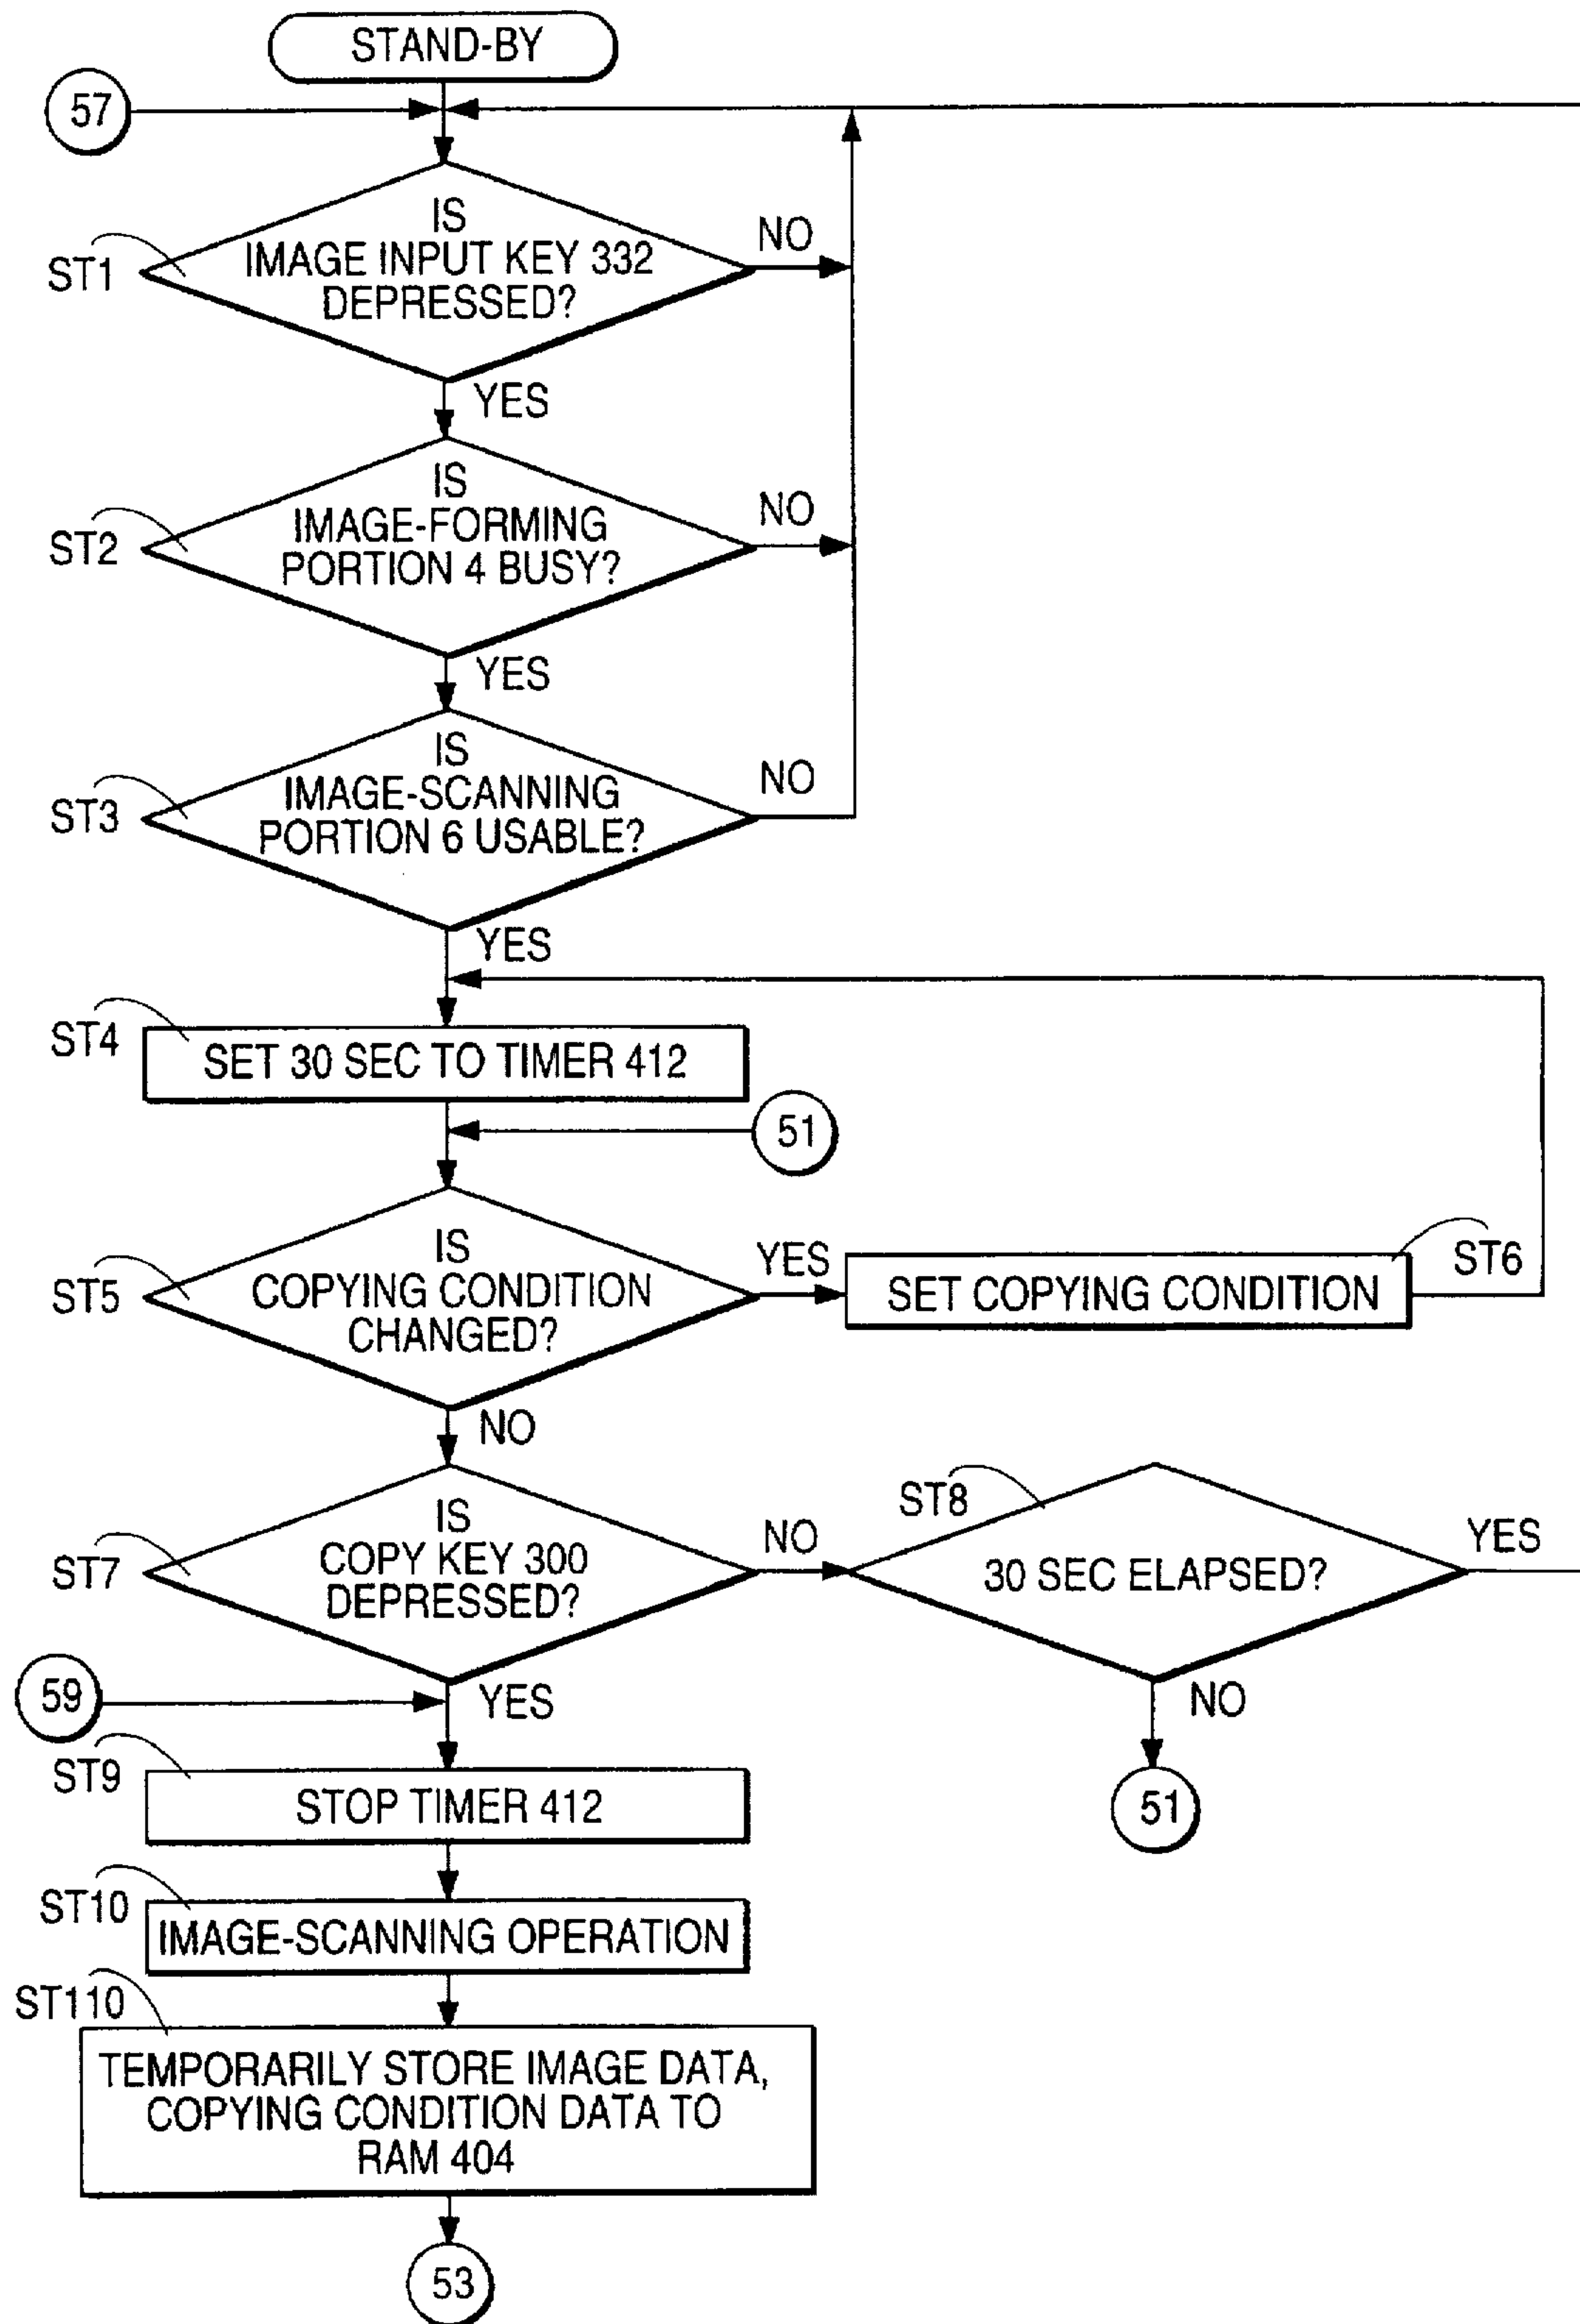 STAND-BY
57
IS
IMAGE INPUT KEY 332
DEPRESSED?
NO
ST1
YES
IS
IMAGE-FORMING
PORTION 4 BUSY?
NO
ST2
YES
IS
IMAGE-SCANNING
PORTION 6 USABLE?
NO
ST3
YES
ST4
SET 30 SEC TO TIMER 412
51
IS
COPYING CONDITION
CHANGED?
ST5
YES
SET COPYING CONDITION
ST6
NO
IS
COPY KEY 300
DEPRESSED?
ST7
NO
ST8
30 SEC ELAPSED?
YES
59
YES
NO
ST9
STOP TIMER 412
51
ST10
IMAGE-SCANNING OPERATION
ST110
TEMPORARILY STORE IMAGE DATA,
COPYING CONDITION DATA TO
RAM 404
53